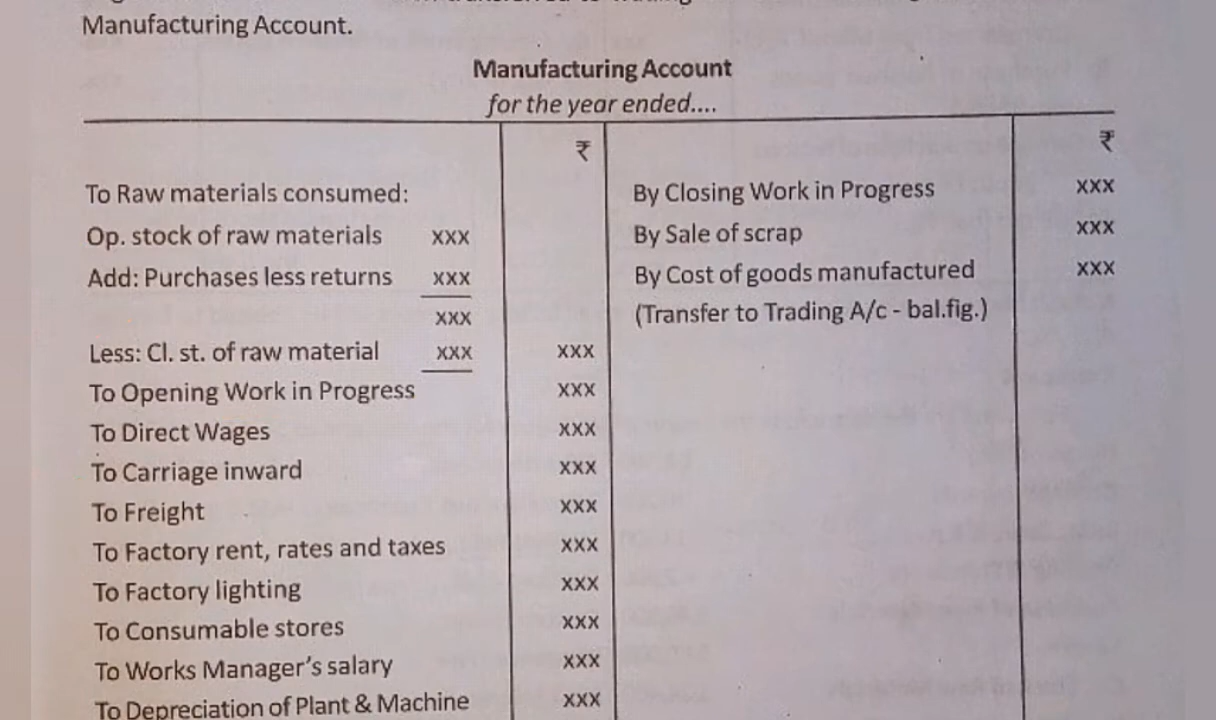 Manufacturing Account.
Manufacturing Account
for the year ended....
₹ ₹
To Raw materials consumed: By Closing Work in Progress xxx
Op. stock of raw materials xxx By Sale of scrap xxx
Add: Purchases less returns xxx By Cost of goods manufactured xxx
xxx (Transfer to Trading A/c - bal.fig.)
Less: Cl. st. of raw material xxx xxx
To Opening Work in Progress xxx
To Direct Wages xxx
To Carriage inward xxx
To Freight xxx
To Factory rent, rates and taxes xxx
To Factory lighting xxx
To Consumable stores xxx
To Works Manager's salary xxx
To Depreciation of Plant & Machine xxx